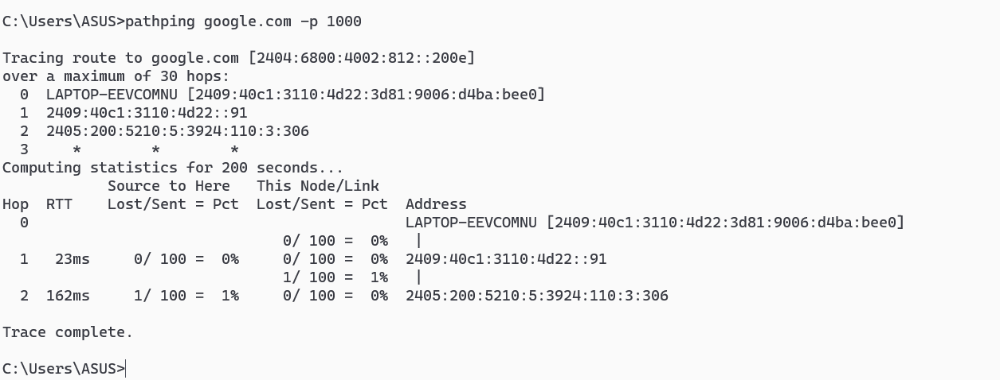 C:\Users\ASUS>pathping google.com -p 1000
Tracing route to google.com [2404:6800:4002:812::200e]
over a maximum of 30 hops:
  0  LAPTOP-EEVCOMNU [2409:40c1:3110:4d22:3d81:9006:d4ba:bee0]
  1  2409:40c1:3110:4d22::91
  2  2405:200:5210:5:3924:110:3:306
  3     *        *        *
Computing statistics for 200 seconds...
            Source to Here   This Node/Link
Hop  RTT    Lost/Sent = Pct  Lost/Sent = Pct  Address
  0                                           LAPTOP-EEVCOMNU [2409:40c1:3110:4d22:3d81:9006:d4ba:bee0]
                                0/ 100 =  0%   |
  1   23ms     0/ 100 =  0%     0/ 100 =  0%  2409:40c1:3110:4d22::91
                                1/ 100 =  1%   |
  2  162ms     1/ 100 =  1%     0/ 100 =  0%  2405:200:5210:5:3924:110:3:306
Trace complete.
C:\Users\ASUS>